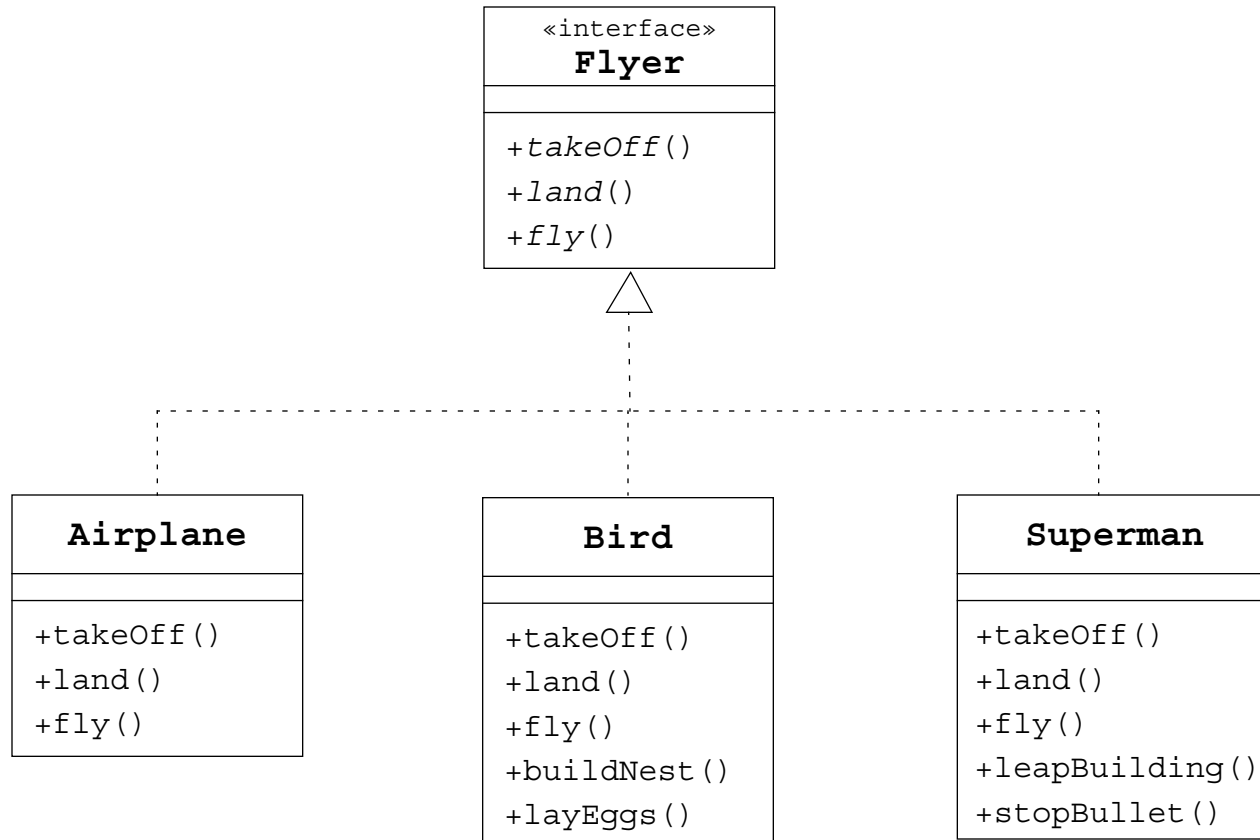 «interface»
Flyer
+takeOff()
+land()
+fly()
Airplane
+takeOff()
+land()
+fly()
Bird
+takeOff()
+land()
+fly()
+buildNest()
+layEggs()
Superman
+takeOff()
+land()
+fly()
+leapBuilding()
+stopBullet()